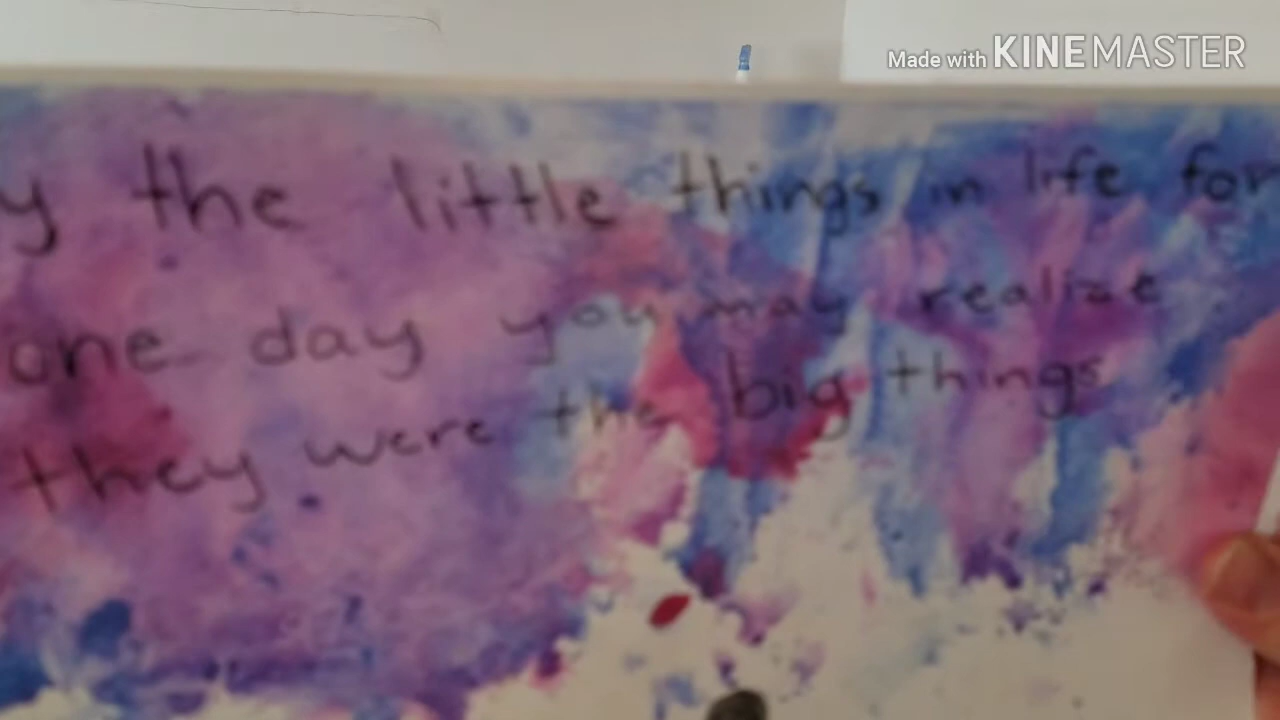 Made with KINEMASTER
y the little things in life for
one day you may realize
they were the big things